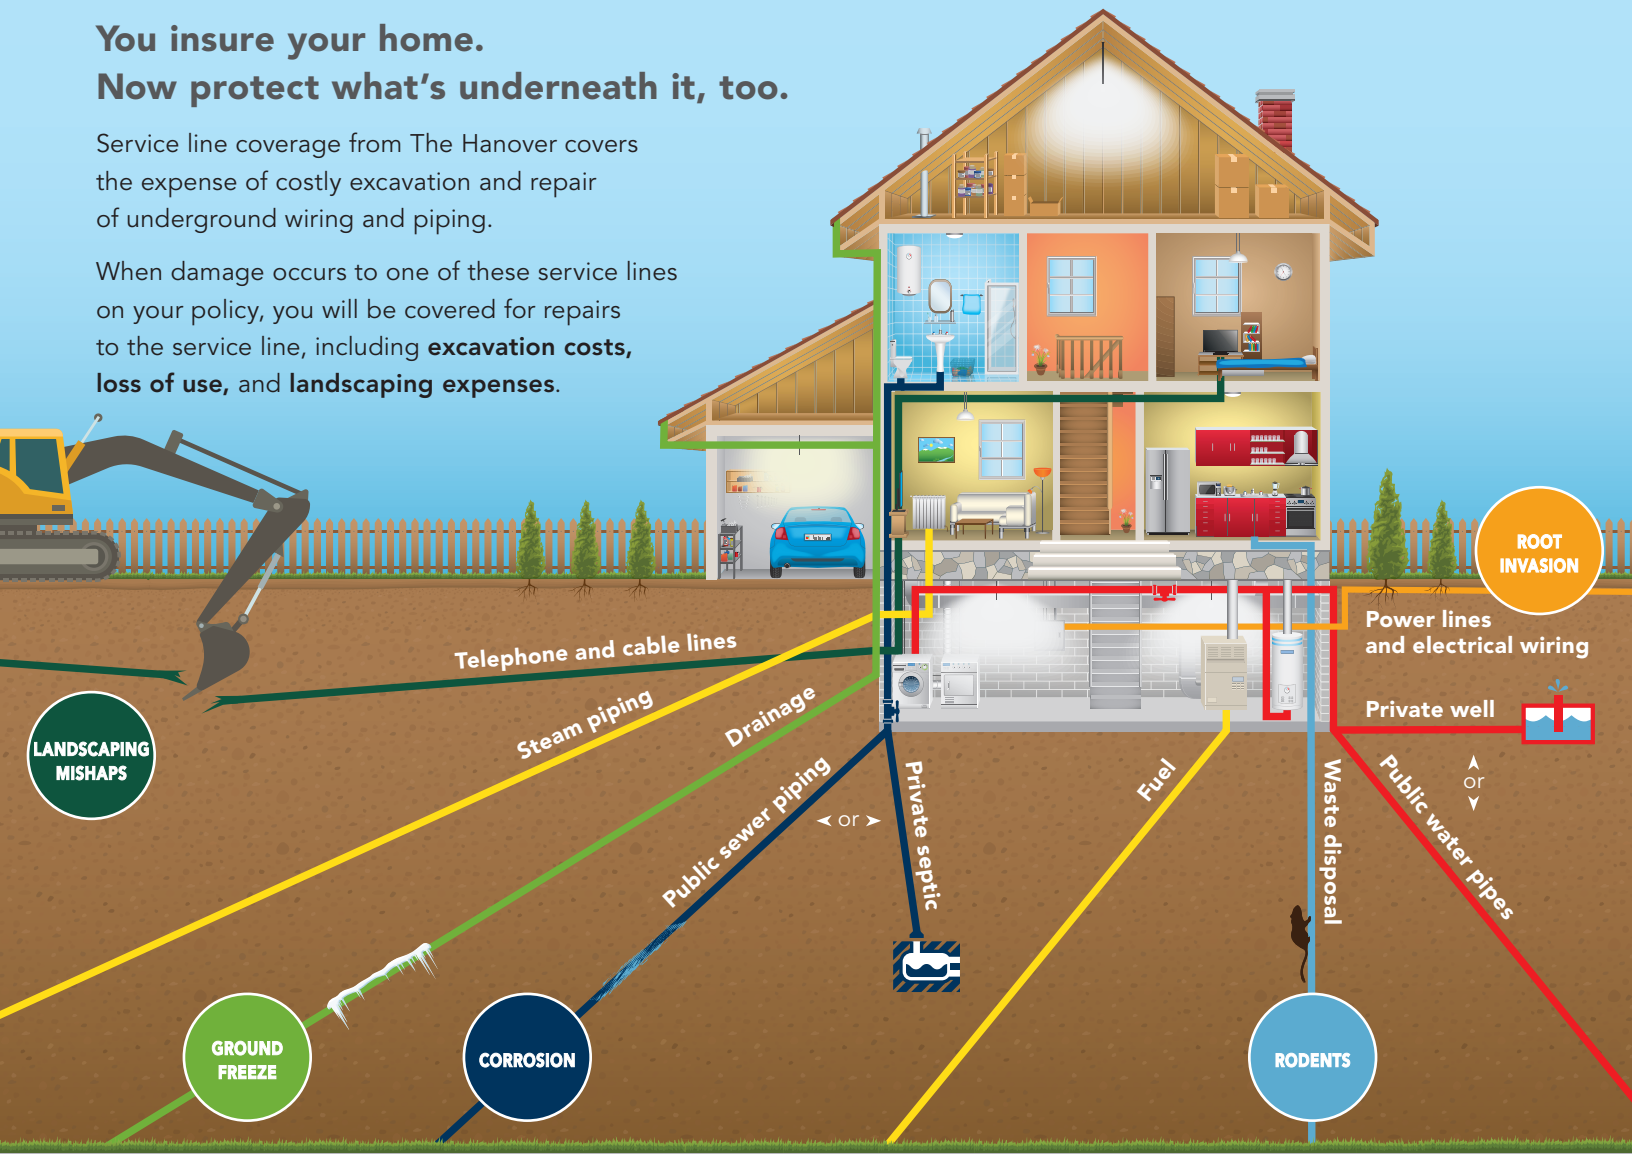 You insure your home.
Now protect what's underneath it, too.
Service line coverage from The Hanover covers
the expense of costly excavation and repair
of underground wiring and piping.
When damage occurs to one of these service lines
on your policy, you will be covered for repairs
to the service line, including excavation costs,
loss of use, and landscaping expenses.
ROOT
INVASION
Power lines
and electrical wiring
Telephone and cable lines
Steam piping
Drainage
Private well
LANDSCAPING
MISHAPS
Public sewer piping
or
Private septic
Fuel
Waste disposal
Public water pipes
or
GROUND
FREEZE
CORROSION
RODENTS